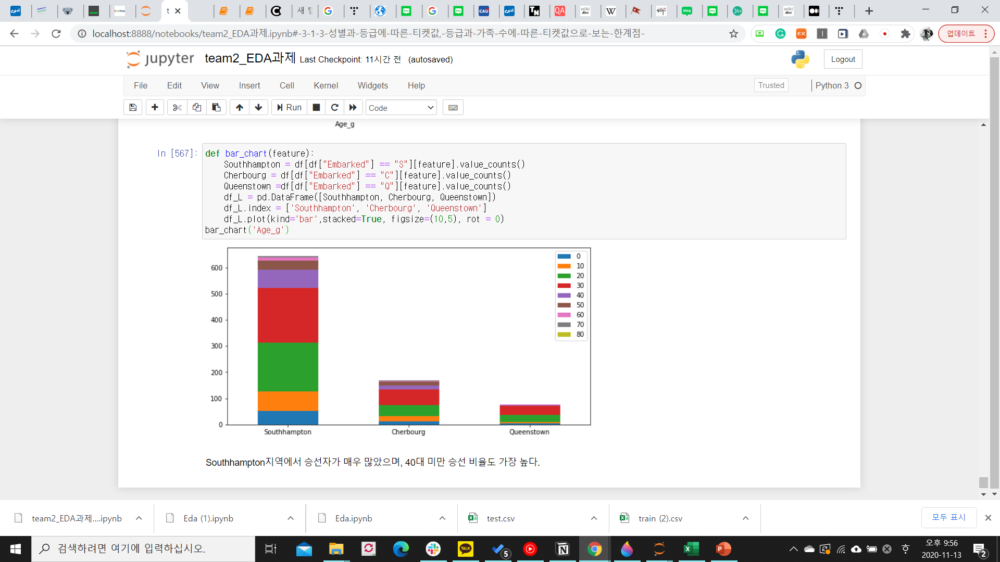 t
새 탭
localhost:8888/notebooks/team2_EDA과제.ipynb#-3-1-3-성별과-등급에-따른-티켓값,-등급과-가족-수에-따른-티켓값으로-보는-한계점-
업데이트
jupyter team2_EDA과제 Last Checkpoint: 11시간 전 (autosaved)
Logout
File Edit View Insert Cell Kernel Widgets Help
Trusted
Python 3
Run
Code
Age_g
In [567]:
def bar_chart(feature):
    Southhampton = df[df["Embarked"] == "S"][feature].value_counts()
    Cherbourg = df[df["Embarked"] == "C"][feature].value_counts()
    Queenstown =df[df["Embarked"] == "Q"][feature].value_counts()
    df_L = pd.DataFrame([Southhampton, Cherbourg, Queenstown])
    df_L.index = ['Southhampton', 'Cherbourg', 'Queenstown']
    df_L.plot(kind='bar',stacked=True, figsize=(10,5), rot = 0)
bar_chart('Age_g')
600
500
400
300
200
100
0
Southhampton Cherbourg Queenstown
0
10
20
30
40
50
60
70
80
Southhampton지역에서 승선자가 매우 많았으며, 40대 미만 승선 비율도 가장 높다.
team2_EDA과제....ipynb
Eda (1).ipynb
Eda.ipynb
test.csv
train (2).csv
모두 표시
검색하려면 여기에 입력하십시오.
TALK
5
오후 9:56
2020-11-13
2